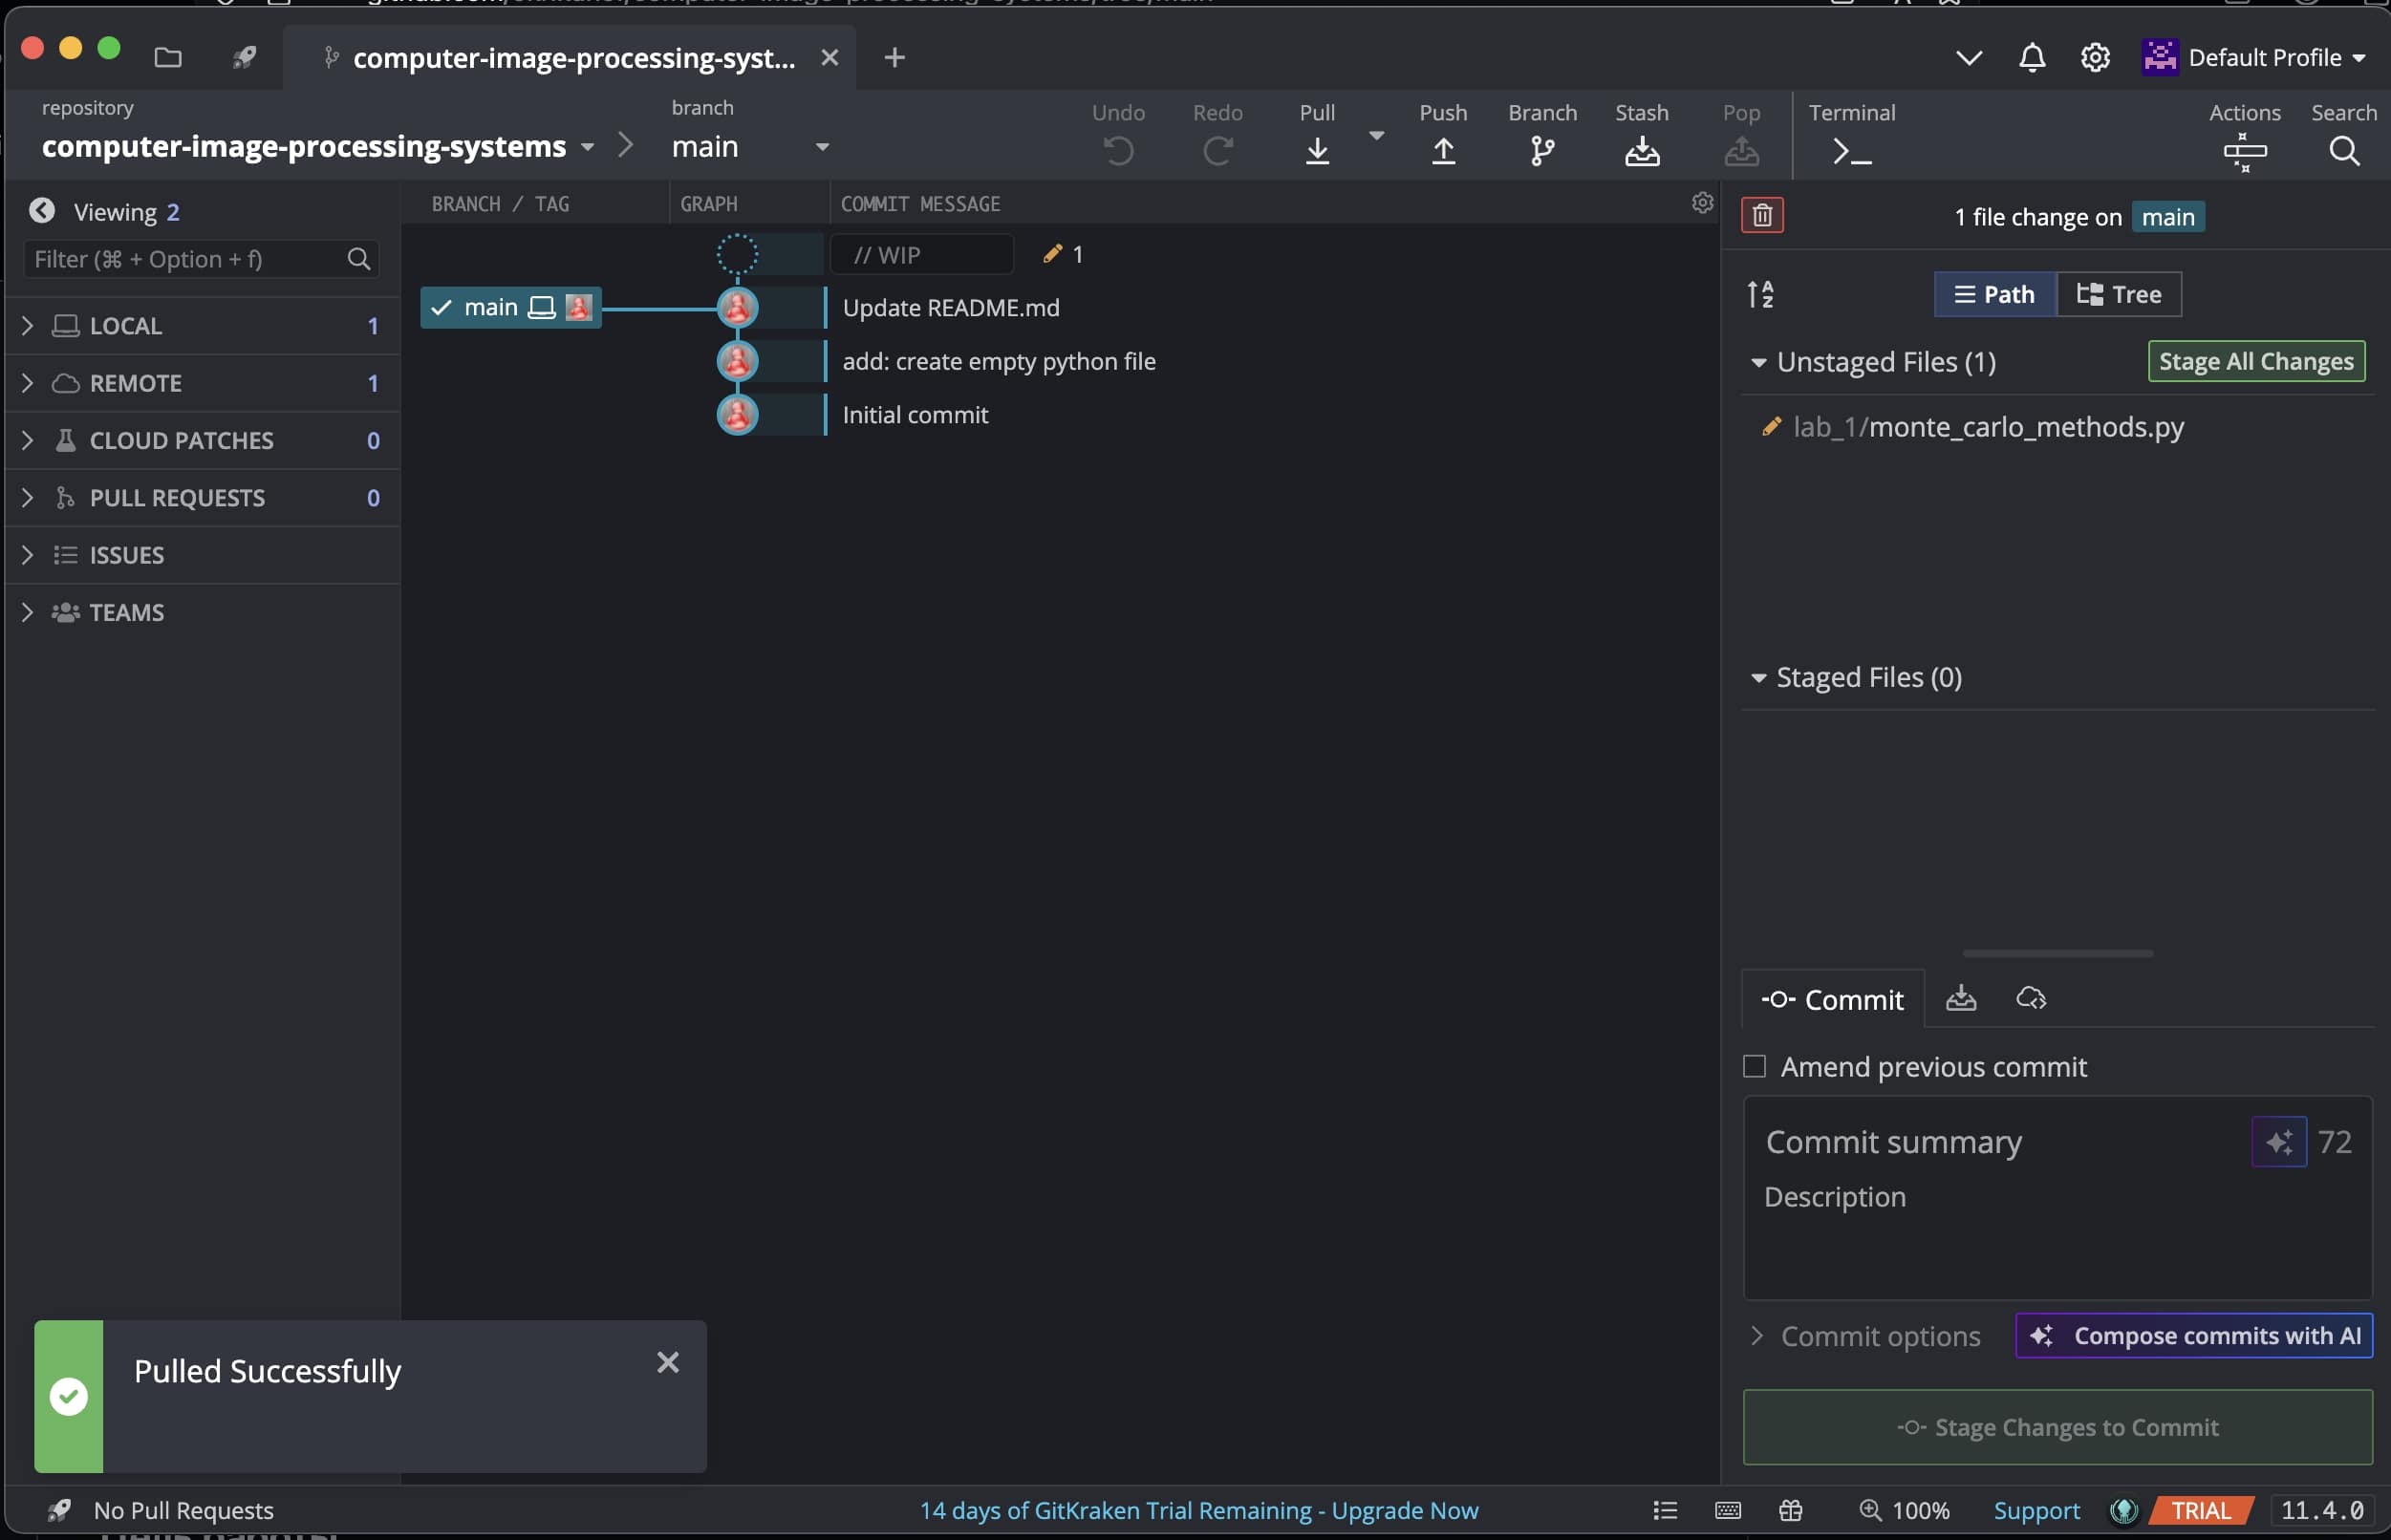 computer-image-processing-syst...
Default Profile
repository
computer-image-processing-systems
branch
main
Undo
Redo
Pull
Push
Branch
Stash
Pop
Terminal
Actions
Search
Viewing 2
Filter (⌘ + Option + f)
LOCAL 1
REMOTE 1
CLOUD PATCHES 0
PULL REQUESTS 0
ISSUES
TEAMS
BRANCH / TAG
GRAPH
COMMIT MESSAGE
// WIP
1
main
Update README.md
add: create empty python file
Initial commit
1 file change on main
Path
Tree
Unstaged Files (1)
Stage All Changes
lab_1/monte_carlo_methods.py
Staged Files (0)
Commit
Amend previous commit
Commit summary
72
Description
Commit options
Compose commits with AI
Stage Changes to Commit
Pulled Successfully
No Pull Requests
14 days of GitKraken Trial Remaining - Upgrade Now
100%
Support
TRIAL
11.4.0